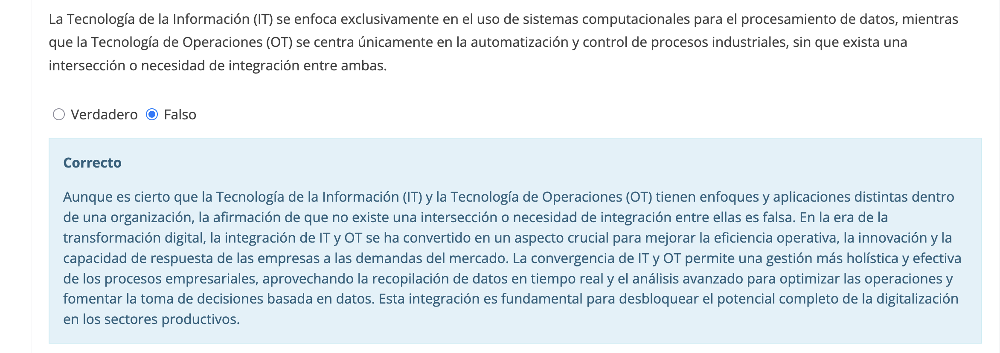 La Tecnología de la Información (IT) se enfoca exclusivamente en el uso de sistemas computacionales para el procesamiento de datos, mientras
que la Tecnología de Operaciones (OT) se centra únicamente en la automatización y control de procesos industriales, sin que exista una
intersección o necesidad de integración entre ambas.
Verdadero Falso
Correcto
Aunque es cierto que la Tecnología de la Información (IT) y la Tecnología de Operaciones (OT) tienen enfoques y aplicaciones distintas dentro
de una organización, la afirmación de que no existe una intersección o necesidad de integración entre ellas es falsa. En la era de la
transformación digital, la integración de IT y OT se ha convertido en un aspecto crucial para mejorar la eficiencia operativa, la innovación y la
capacidad de respuesta de las empresas a las demandas del mercado. La convergencia de IT y OT permite una gestión más holística y efectiva
de los procesos empresariales, aprovechando la recopilación de datos en tiempo real y el análisis avanzado para optimizar las operaciones y
fomentar la toma de decisiones basada en datos. Esta integración es fundamental para desbloquear el potencial completo de la digitalización
en los sectores productivos.